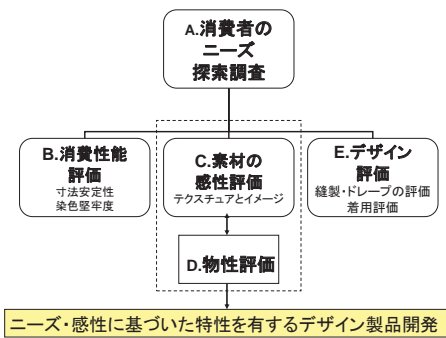 A.消費者の
ニーズ
探索調査
B.消費性能
評価
寸法安定性
染色堅牢度
C.素材の
感性評価
テクスチュアとイメージ
E.デザイン
評価
縫製・ドレープの評価
着用評価
D.物性評価
ニーズ・感性に基づいた特性を有するデザイン製品開発